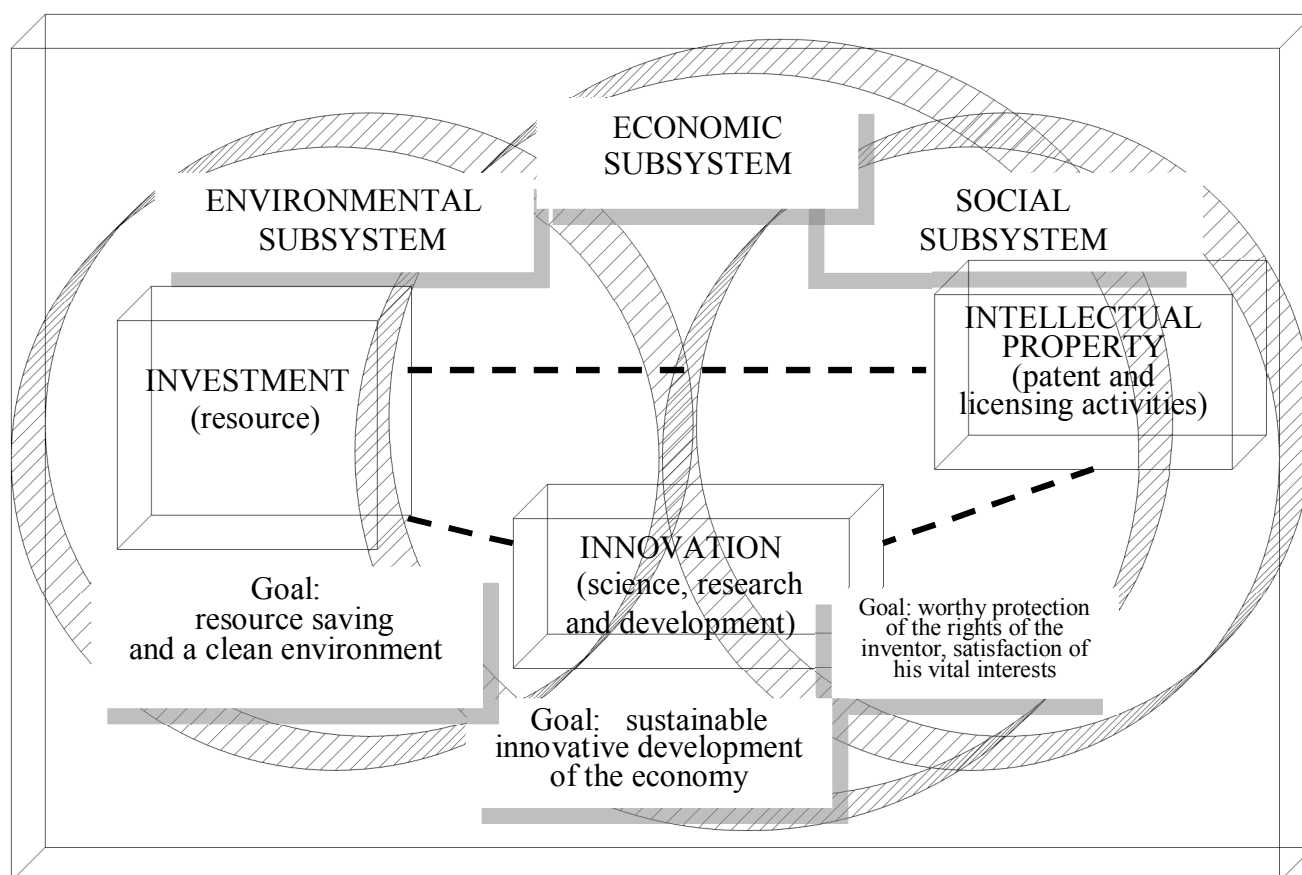 ECONOMIC
SUBSYSTEM
ENVIRONMENTAL
SUBSYSTEM
SOCIAL
SUBSYSTEM
INVESTMENT
(resource)
INTELLECTUAL
PROPERTY
(patent and
licensing activities)
INNOVATION
(science, research
and development)
Goal:
resource saving
and a clean environment
Goal: worthy protection
of the rights of the
inventor, satisfaction of
his vital interests
Goal: sustainable
innovative development
of the economy